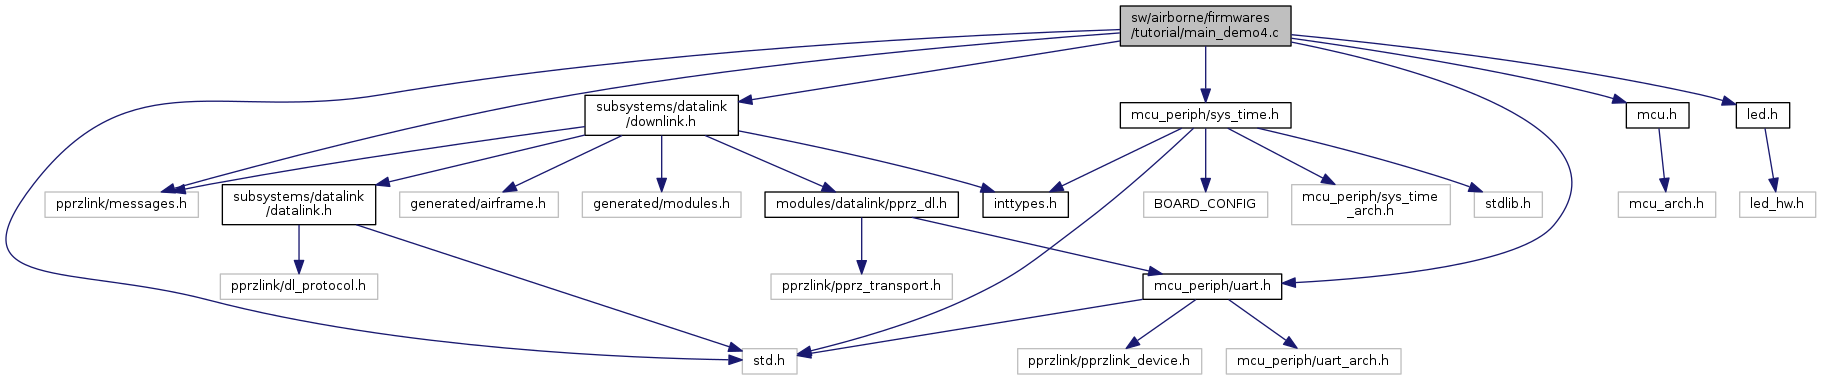 sw/airborne/firmwares
/tutorial/main_demo4.c
subsystems/datalink
/downlink.h
mcu_periph/sys_time.h
mcu.h
led.h
pprzlink/messages.h
subsystems/datalink
/datalink.h
generated/airframe.h
generated/modules.h
modules/datalink/pprz_dl.h
inttypes.h
BOARD_CONFIG
mcu_periph/sys_time
_arch.h
stdlib.h
mcu_arch.h
led_hw.h
pprzlink/dl_protocol.h
pprzlink/pprz_transport.h
mcu_periph/uart.h
std.h
pprzlink/pprzlink_device.h
mcu_periph/uart_arch.h